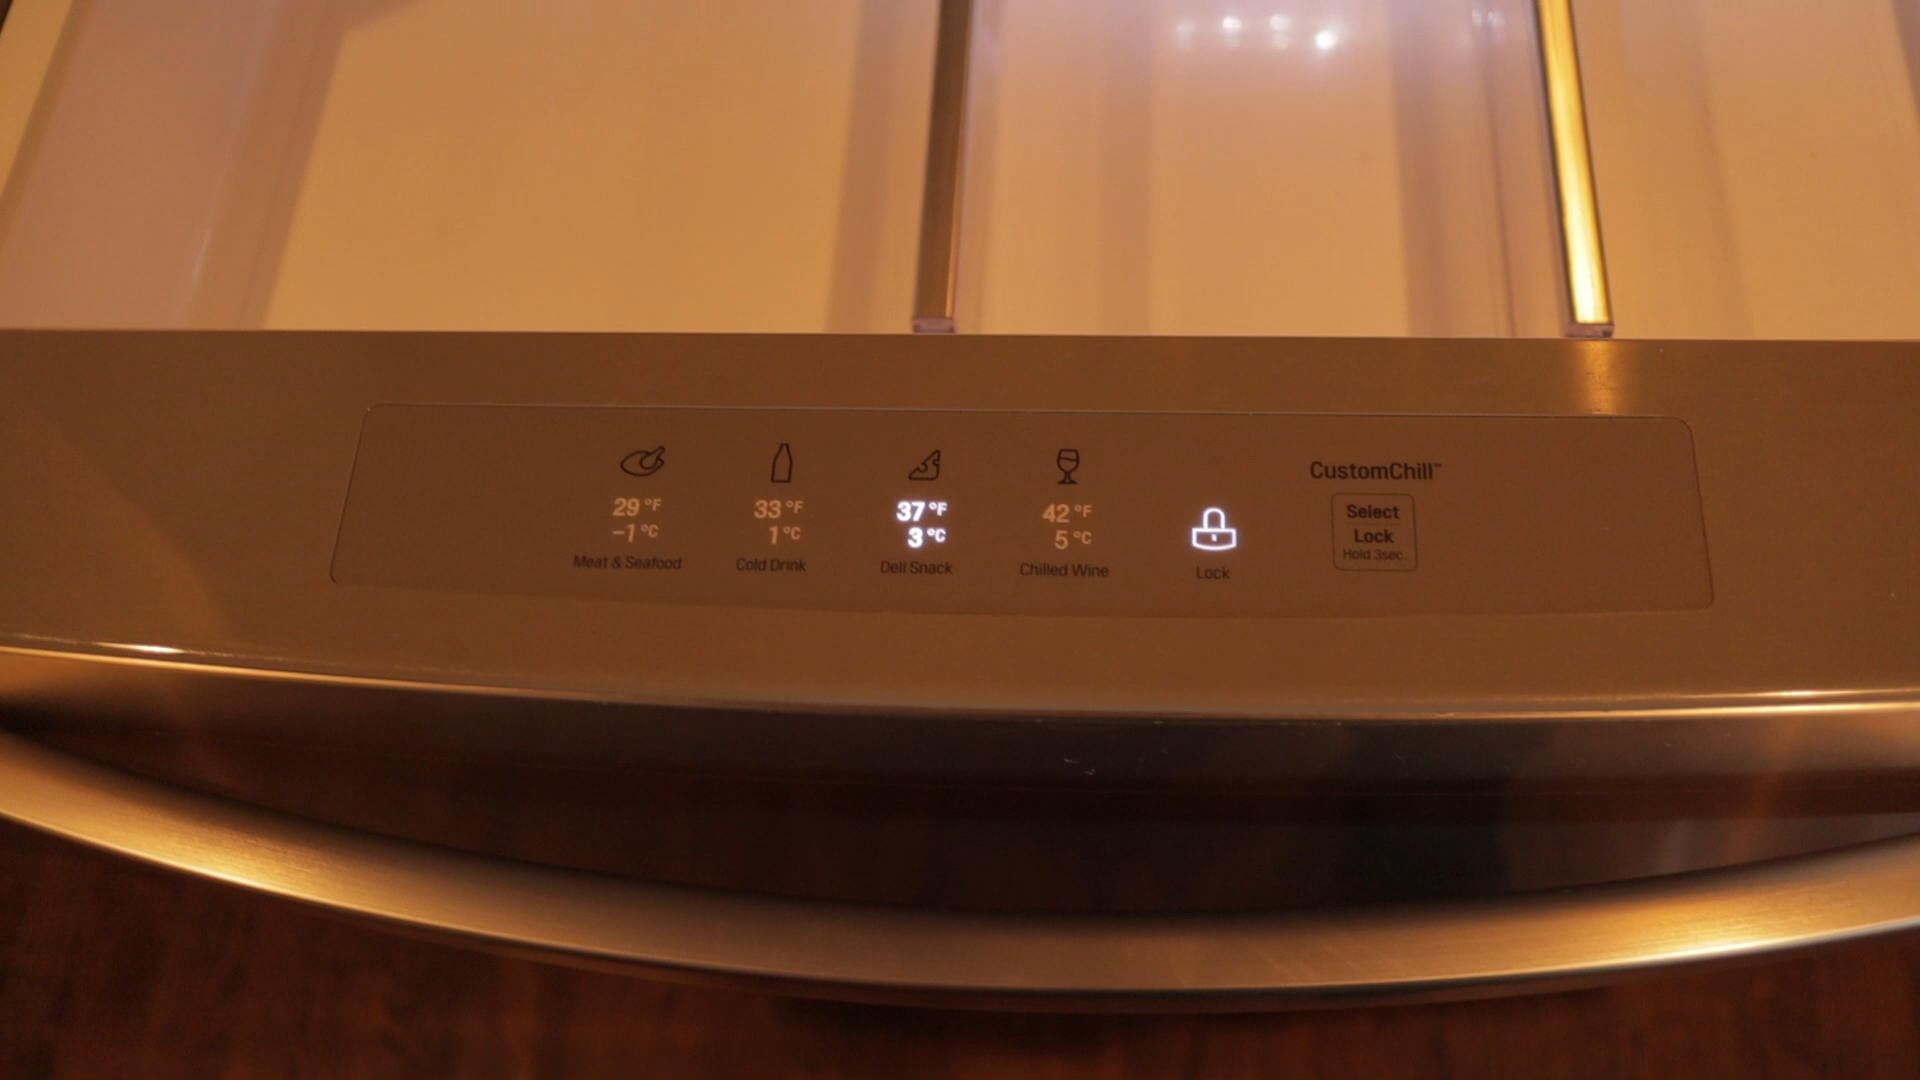 29 °F
-1 °C
Meat & Seafood
33 °F
1 °C
Cold Drink
37 °F
3 °C
Deli Snack
42 °F
5 °C
Chilled Wine
Lock
CustomChill™
Select
Lock
Hold 3sec.